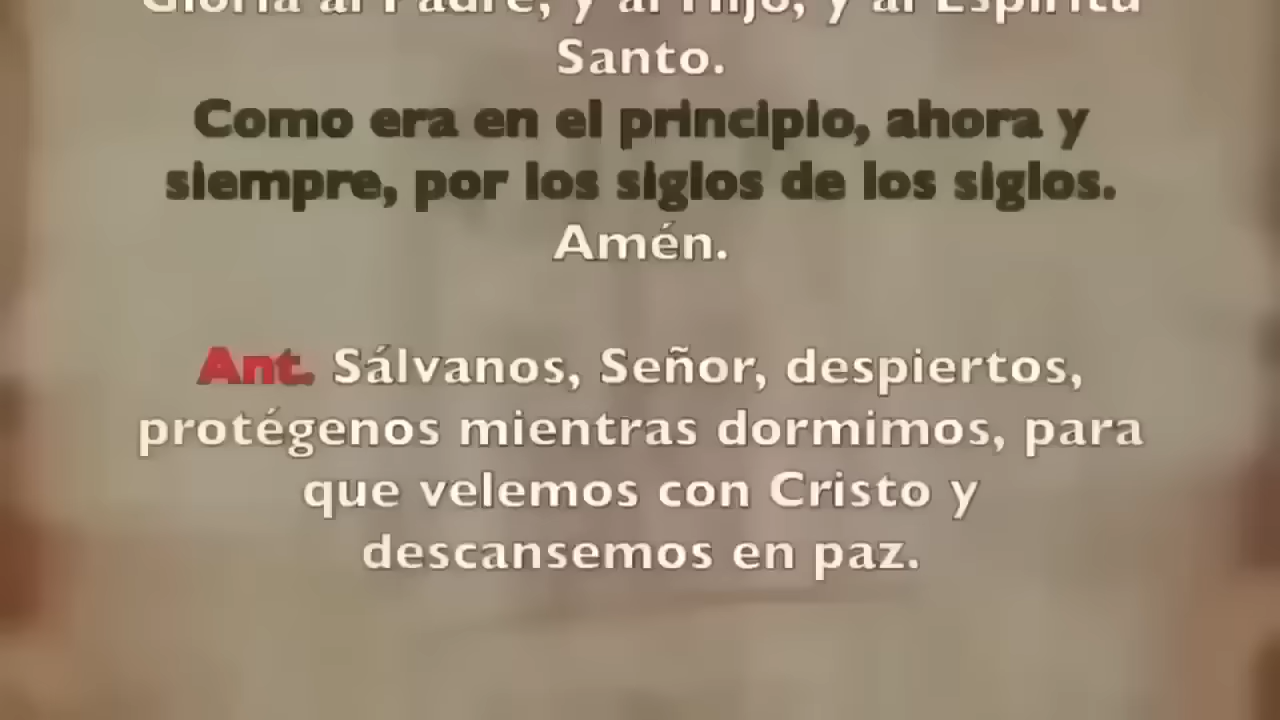 Gloria al Padre, y al Hijo, y al Espíritu
Santo.
Como era en el principio, ahora y
siempre, por los siglos de los siglos.
Amén.
Ant. Sálvanos, Señor, despiertos,
protégenos mientras dormimos, para
que velemos con Cristo y
descansemos en paz.